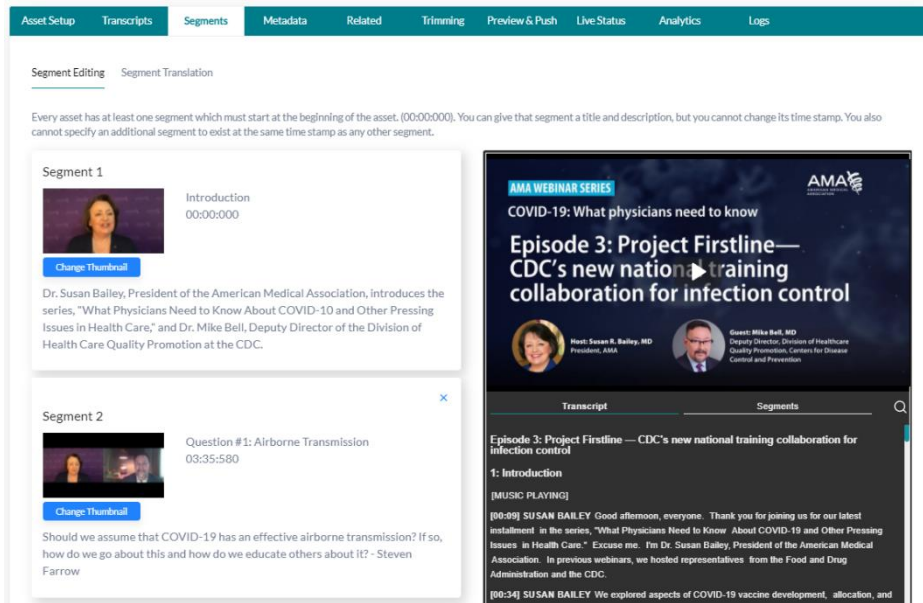 Asset Setup Transcripts Segments Metadata Related Trimming Preview & Push Live Status Analytics Logs
Segment Editing Segment Translation
Every asset has at least one segment which must start at the beginning of the asset. (00:00:000). You can give that segment a title and description, but you cannot change its time stamp. You also
cannot specify an additional segment to exist at the same time stamp as any other segment.
Segment 1
Introduction
00:00:000
Change Thumbnail
Dr. Susan Bailey, President of the American Medical Association, introduces the
series, "What Physicians Need to Know About COVID-10 and Other Pressing
Issues in Health Care," and Dr. Mike Bell, Deputy Director of the Division of
Health Care Quality Promotion at the CDC.
Segment 2
Question #1: Airborne Transmission
03:35:580
Change Thumbnail
Should we assume that COVID-19 has an effective airborne transmission? If so,
how do we go about this and how do we educate others about it? - Steven
Farrow
AMA WEBINAR SERIES
AMA
AMERICAN MEDICAL
ASSOCIATION
COVID-19: What physicians need to know
Episode 3: Project Firstline—
CDC's new national training
collaboration for infection control
Host: Susan R. Bailey, MD
President, AMA
Guest: Mike Bell, MD
Deputy Director, Division of Healthcare
Quality Promotion, Centers for Disease
Control and Prevention
Transcript Segments
Episode 3: Project Firstline — CDC's new national training collaboration for
infection control
1: Introduction
[MUSIC PLAYING]
[00:09] SUSAN BAILEY Good afternoon, everyone. Thank you for joining us for our latest
installment in the series, "What Physicians Need to Know About COVID-19 and Other Pressing
Issues in Health Care." Excuse me. I'm Dr. Susan Bailey, President of the American Medical
Association. In previous webinars, we hosted representatives from the Food and Drug
Administration and the CDC.
[00:34] SUSAN BAILEY We explored aspects of COVID-19 vaccine development, allocation, and